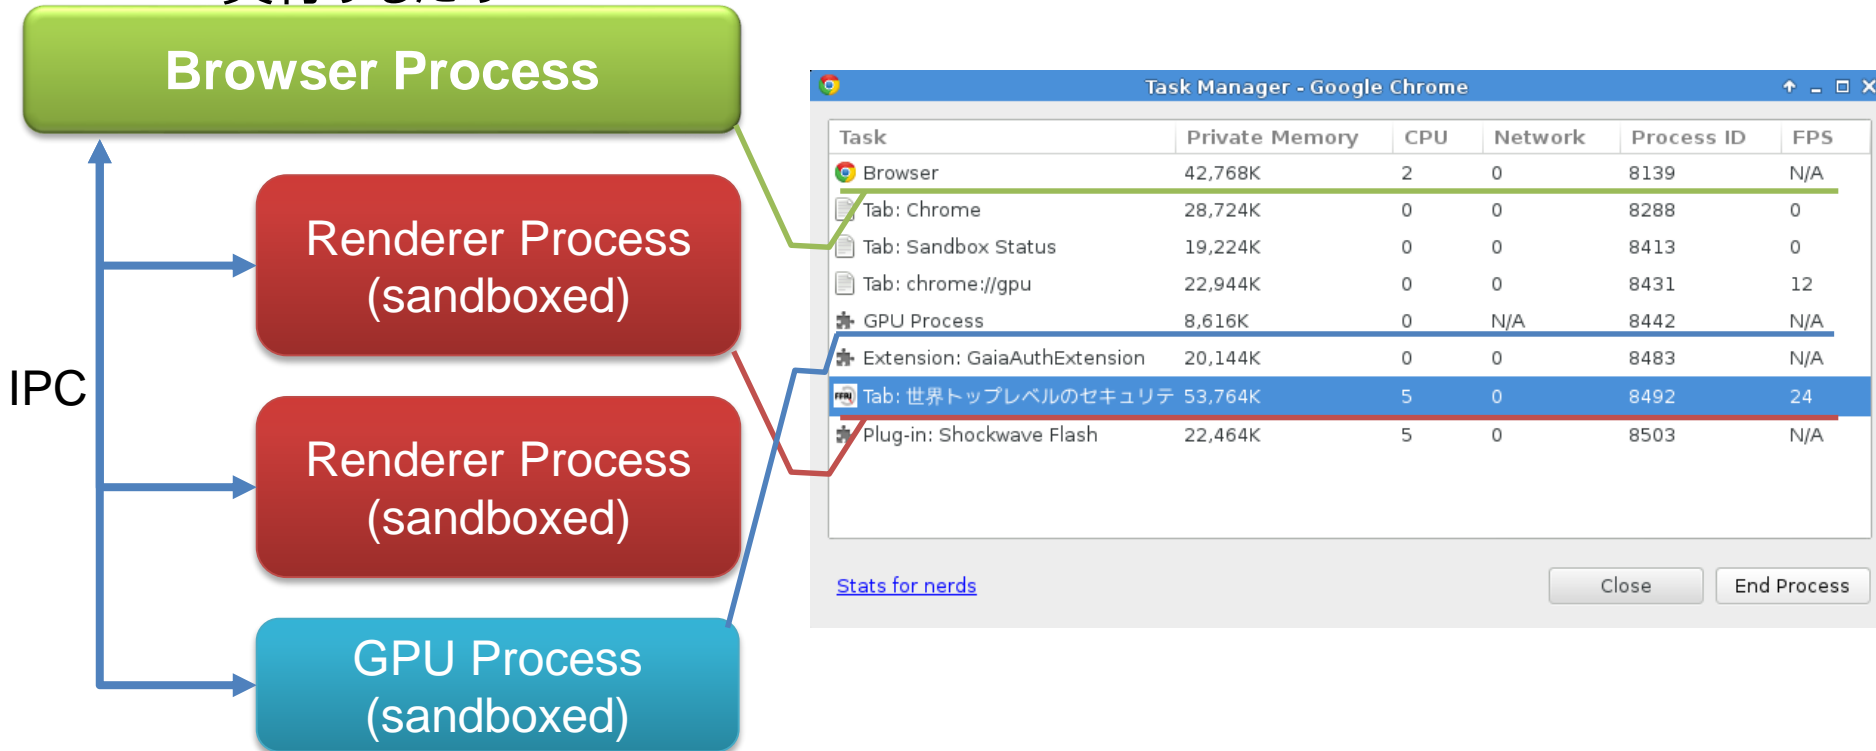 Browser Process
Renderer Process
(sandboxed)
IPC
Renderer Process
(sandboxed)
GPU Process
(sandboxed)
Task Manager - Google Chrome
Task Private Memory CPU Network Process ID FPS
Browser 42,768K 2 0 8139 N/A
Tab: Chrome 28,724K 0 0 8288 0
Tab: Sandbox Status 19,224K 0 0 8413 0
Tab: chrome://gpu 22,944K 0 0 8431 12
GPU Process 8,616K 0 N/A 8442 N/A
Extension: GaiaAuthExtension 20,144K 0 0 8483 N/A
Tab: 世界トップレベルのセキュリテ 53,764K 5 0 8492 24
Plug-in: Shockwave Flash 22,464K 5 0 8503 N/A
Stats for nerds
Close End Process